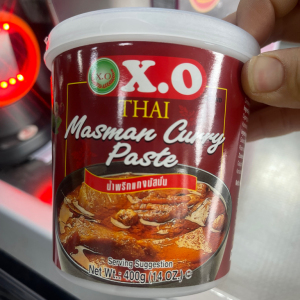 X.O
X.O
THAI
Masman Curry
Paste
น้ำพริกแกงมัสมั่น
Serving Suggestion
Net Wt.: 400g (14 OZ.) e